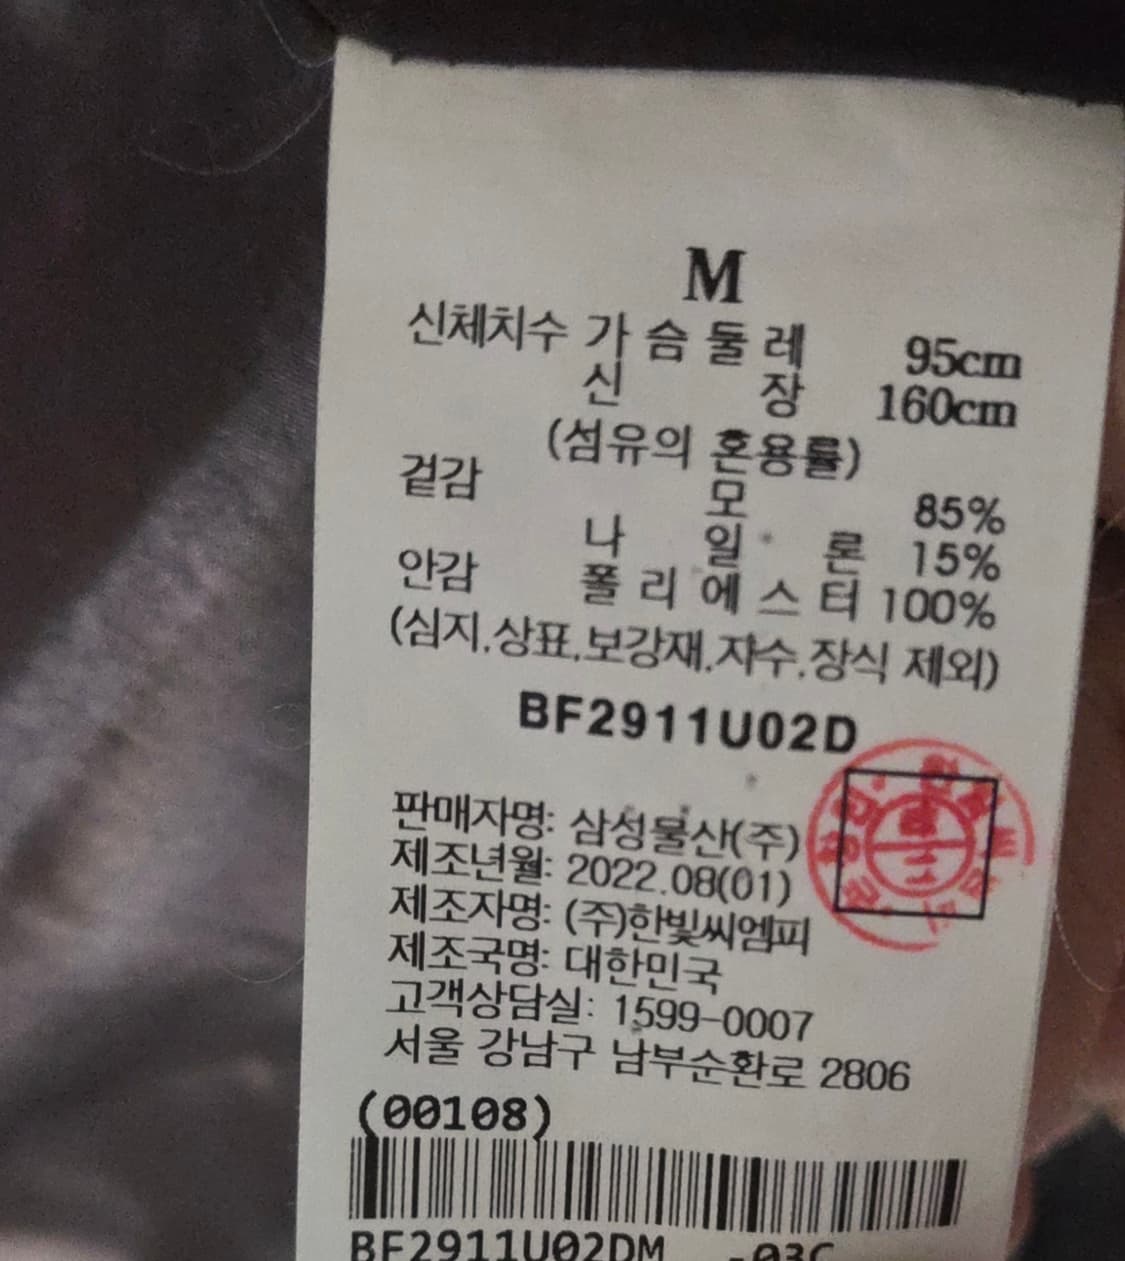 M
신체치수 가 슴 둘 레 95cm
신 장 160cm
(섬유의 혼용률)
겉감 모 85%
나 일 론 15%
안감 폴 리 에 스 터 100%
(심지.상표.보강재.자수.장식 제외)
BF2911U02D
판매자명: 삼성물산(주)
제조년월: 2022.08(01)
제조자명: (주)한빛씨엠피
제조국명: 대한민국
고객상담실: 1599-0007
서울 강남구 남부순환로 2806
(00108)
BF2911U02DM -03C